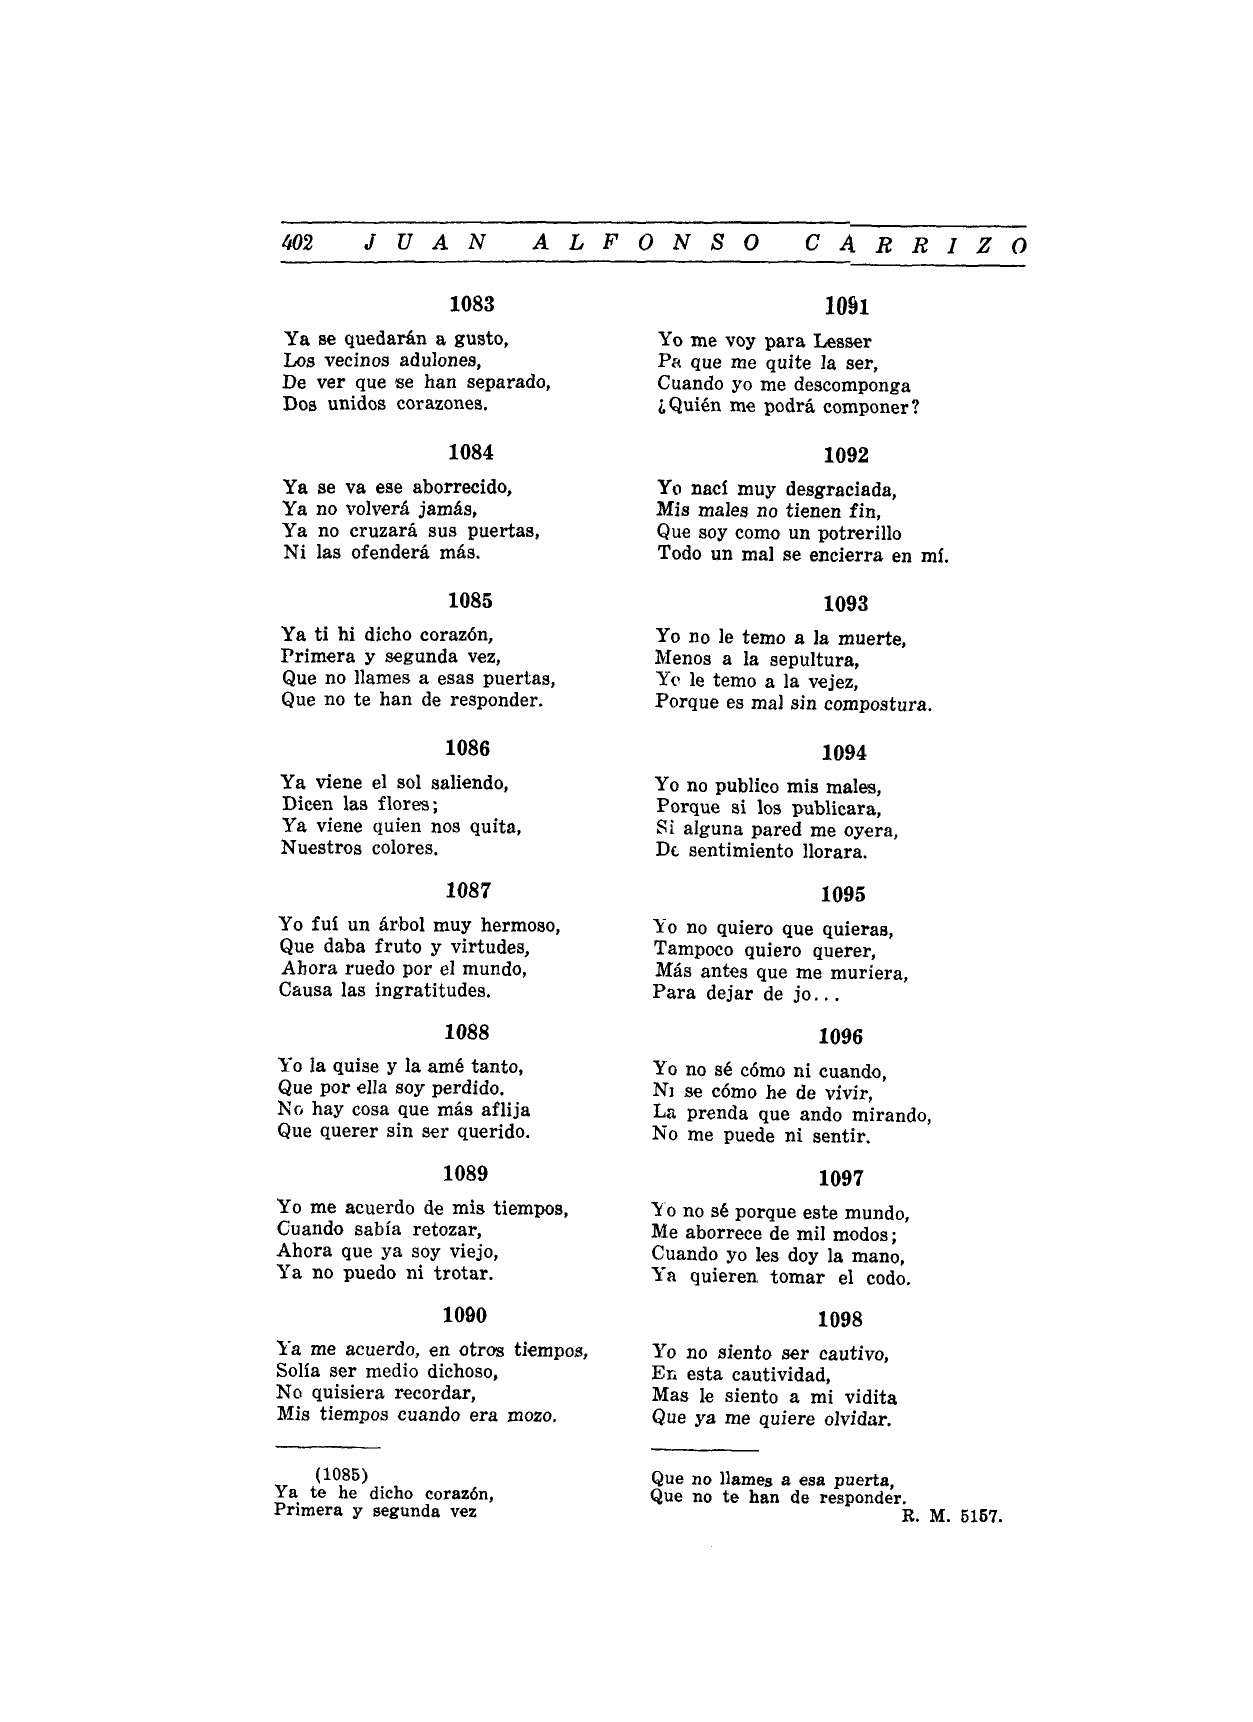 402 JUAN ALFONSO CARRIZO
1083
Ya se quedarán a gusto,
Los vecinos adulones,
De ver que se han separado,
Dos unidos corazones.
1084
Ya se va ese aborrecido,
Ya no volverá jamás,
Ya no cruzará sus puertas,
Ni las ofenderá más.
1085
Ya ti hi dicho corazón,
Primera y segunda vez,
Que no llames a esas puertas,
Que no te han de responder.
1086
Ya viene el sol saliendo,
Dicen las flores;
Ya viene quien nos quita,
Nuestros colores.
1087
Yo fuí un árbol muy hermoso,
Que daba fruto y virtudes,
Ahora ruedo por el mundo,
Causa las ingratitudes.
1088
Yo la quise y la amé tanto,
Que por ella soy perdido.
No hay cosa que más aflija
Que querer sin ser querido.
1089
Yo me acuerdo de mis tiempos,
Cuando sabía retozar,
Ahora que ya soy viejo,
Ya no puedo ni trotar.
1090
Ya me acuerdo, en otros tiempos,
Solía ser medio dichoso,
No quisiera recordar,
Mis tiempos cuando era mozo.
(1085)
Ya te he dicho corazón,
Primera y segunda vez
1091
Yo me voy para Lesser
Pa que me quite la ser,
Cuando yo me descomponga
¿Quién me podrá componer?
1092
Yo nací muy desgraciada,
Mis males no tienen fin,
Que soy como un potrerillo
Todo un mal se encierra en mí.
1093
Yo no le temo a la muerte,
Menos a la sepultura,
Yo le temo a la vejez,
Porque es mal sin compostura.
1094
Yo no publico mis males,
Porque si los publicara,
Si alguna pared me oyera,
De sentimiento llorara.
1095
Yo no quiero que quieras,
Tampoco quiero querer,
Más antes que me muriera,
Para dejar de jo...
1096
Yo no sé cómo ni cuando,
Ni se cómo he de vivir,
La prenda que ando mirando,
No me puede ni sentir.
1097
Yo no sé porque este mundo,
Me aborrece de mil modos;
Cuando yo les doy la mano,
Ya quieren tomar el codo.
1098
Yo no siento ser cautivo,
En esta cautividad,
Mas le siento a mi vidita
Que ya me quiere olvidar.
Que no llames a esa puerta,
Que no te han de responder.
R. M. 5157.